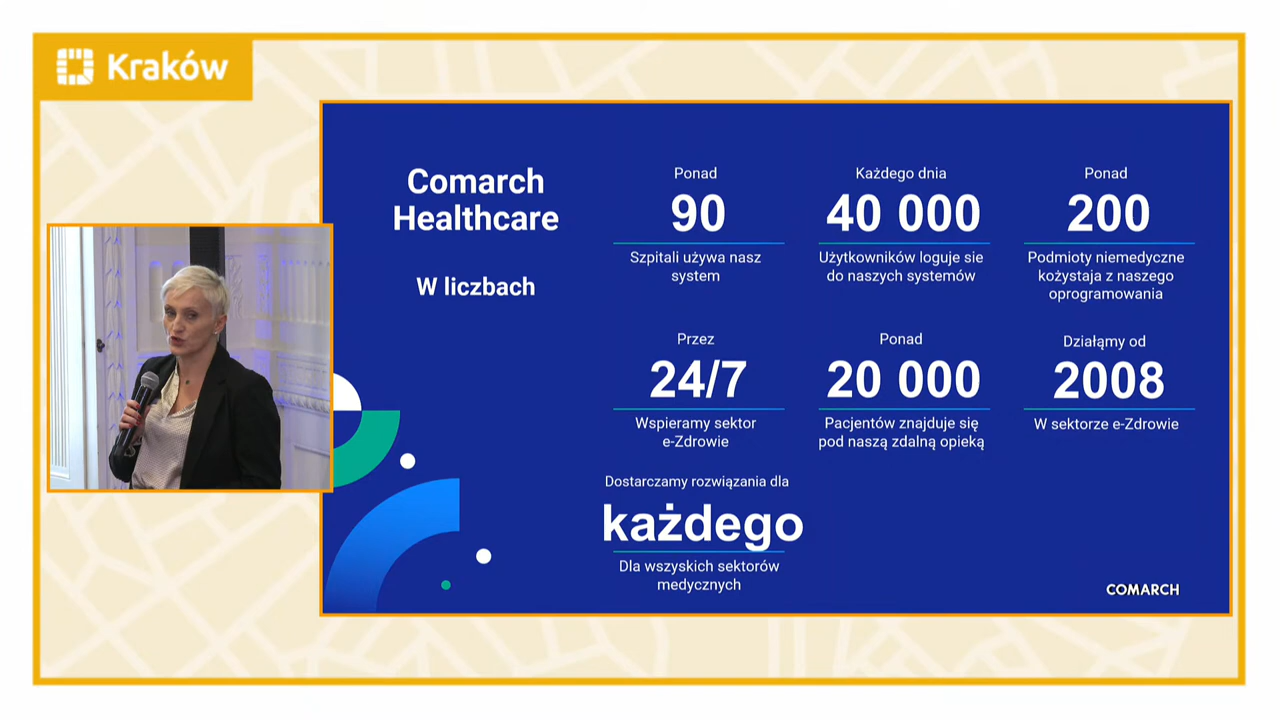 Kraków
Comarch
Healthcare
W liczbach
Ponad
90
Szpitali używa nasz
system
Każdego dnia
40 000
Użytkowników loguje sie
do naszych systemów
Ponad
200
Podmioty niemedyczne
kożystaja z naszego
oprogramowania
Przez
24/7
Wspieramy sektor
e-Zdrowie
Ponad
20 000
Pacjentów znajduje się
pod naszą zdalną opieką
Działąmy od
2008
W sektorze e-Zdrowie
Dostarczamy rozwiązania dla
każdego
Dla wszyskich sektorów
medycznych
COMARCH